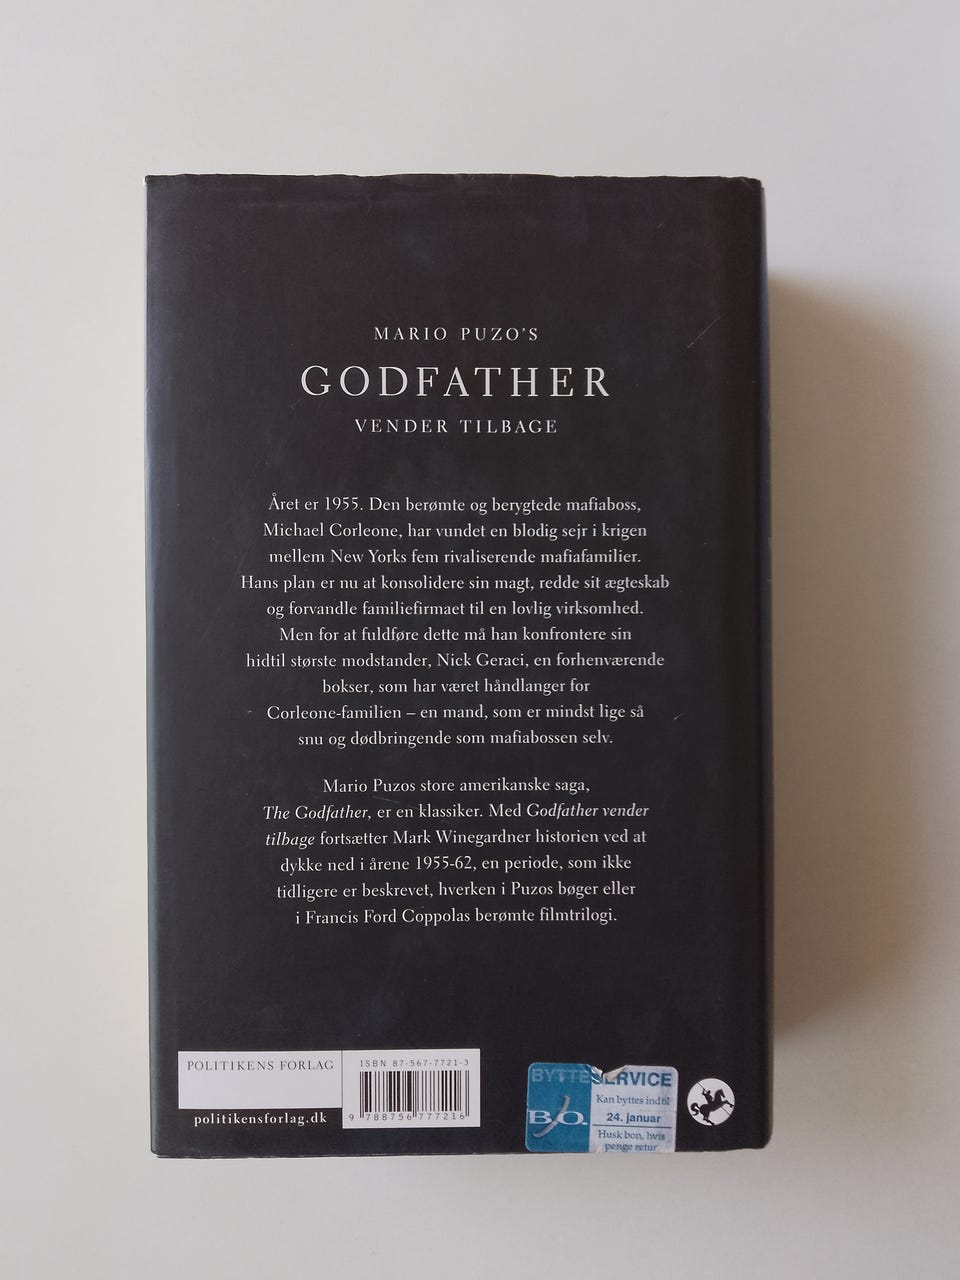 MARIO PUZO'S
GODFATHER
VENDER TILBAGE
Året er 1955. Den berømte og berygtede mafiaboss,
Michael Corleone, har vundet en blodig sejr i krigen
mellem New Yorks fem rivaliserende mafiafamilier.
Hans plan er nu at konsolidere sin magt, redde sit ægteskab
og forvandle familiefirmaet til en lovlig virksomhed.
Men for at fuldføre dette må han konfrontere sin
hidtil største modstander, Nick Geraci, en forhenværende
bokser, som har været håndlanger for
Corleone-familien – en mand, som er mindst lige så
snu og dødbringende som mafiabossen selv.
Mario Puzos store amerikanske saga,
The Godfather, er en klassiker. Med Godfather vender
tilbage fortsætter Mark Winegardner historien ved at
dykke ned i årene 1955-62, en periode, som ikke
tidligere er beskrevet, hverken i Puzos bøger eller
i Francis Ford Coppolas berømte filmtrilogi.
POLITIKENS FORLAG
politikensforlag.dk
ISBN 87-567-7721-3
9 788756 777216
BYTTESERVICE
B.O.
Kan byttes indtil
24. januar
Husk bon, hvis
penge retur